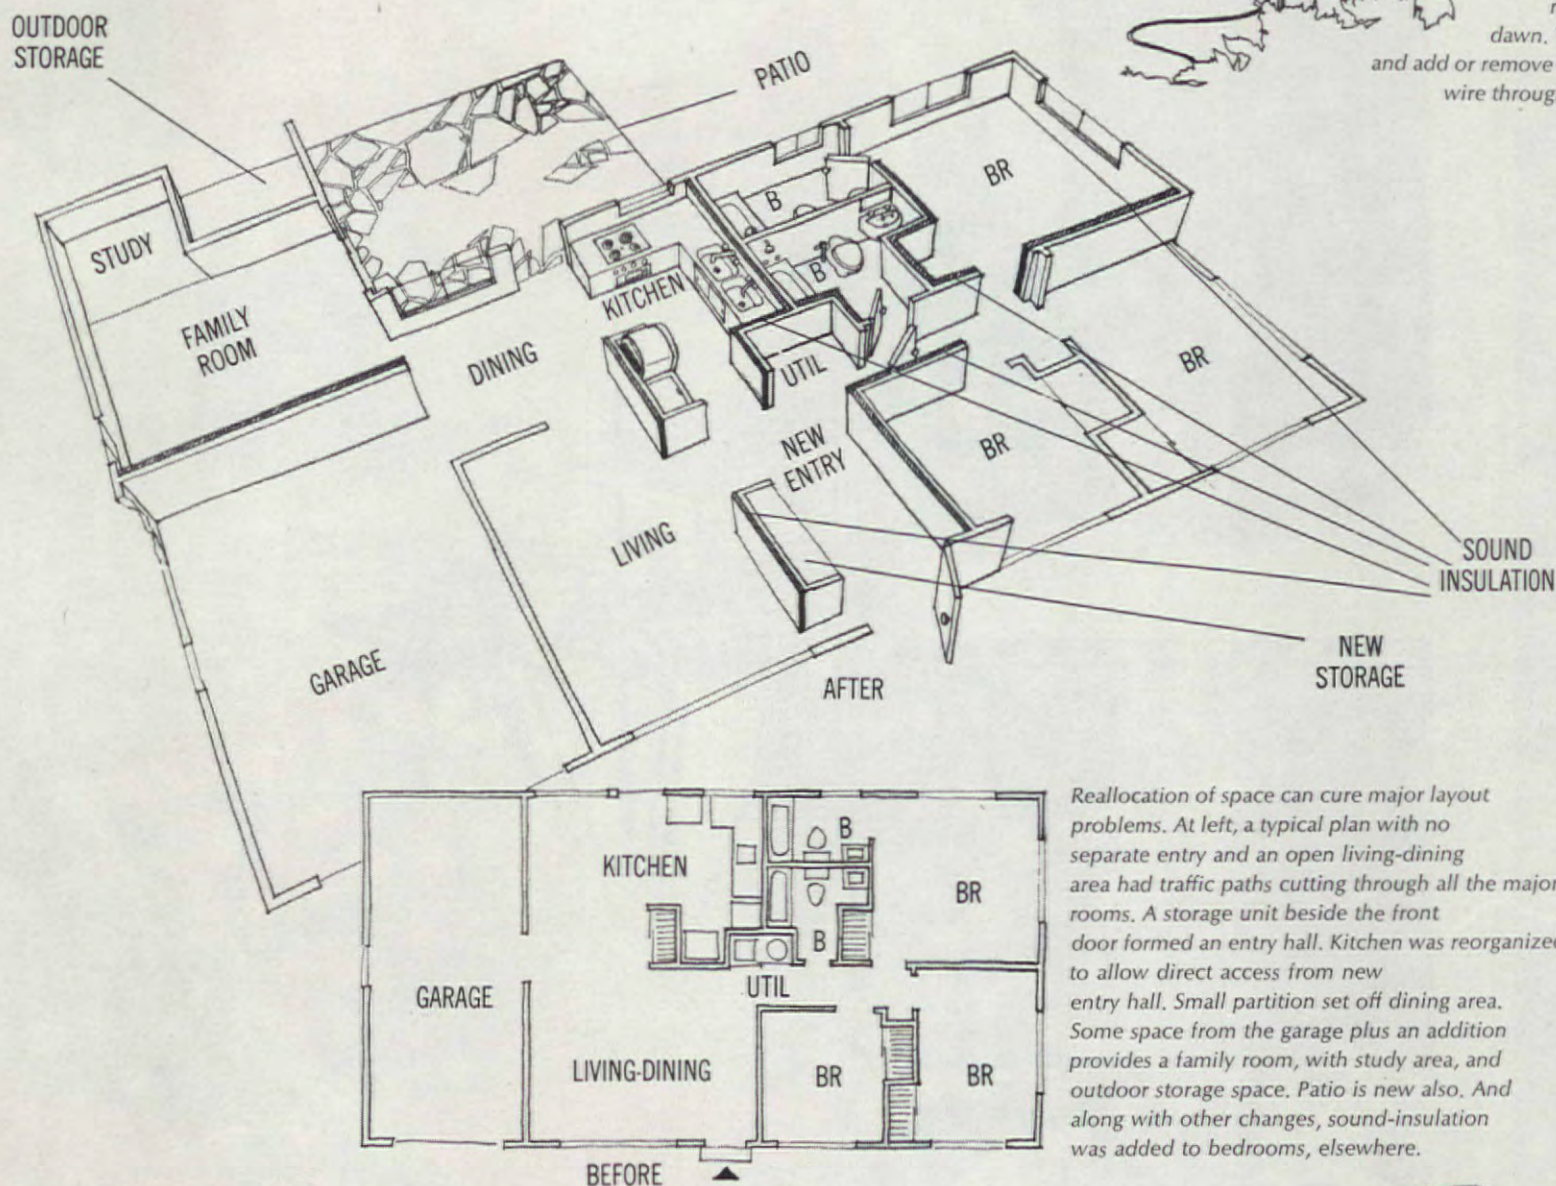 OUTDOOR
STORAGE
PATIO
dawn.
and add or remove
wire throug
STUDY
FAMILY
ROOM
DINING
KITCHEN
B
B
UTIL
BR
BR
BR
NEW
ENTRY
LIVING
GARAGE
SOUND
INSULATION
NEW
STORAGE
AFTER
KITCHEN
B
B
BR
GARAGE
UTIL
LIVING-DINING
BR
BR
BEFORE
Reallocation of space can cure major layout
problems. At left, a typical plan with no
separate entry and an open living-dining
area had traffic paths cutting through all the major
rooms. A storage unit beside the front
door formed an entry hall. Kitchen was reorganized
to allow direct access from new
entry hall. Small partition set off dining area.
Some space from the garage plus an addition
provides a family room, with study area, and
outdoor storage space. Patio is new also. And
along with other changes, sound-insulation
was added to bedrooms, elsewhere.